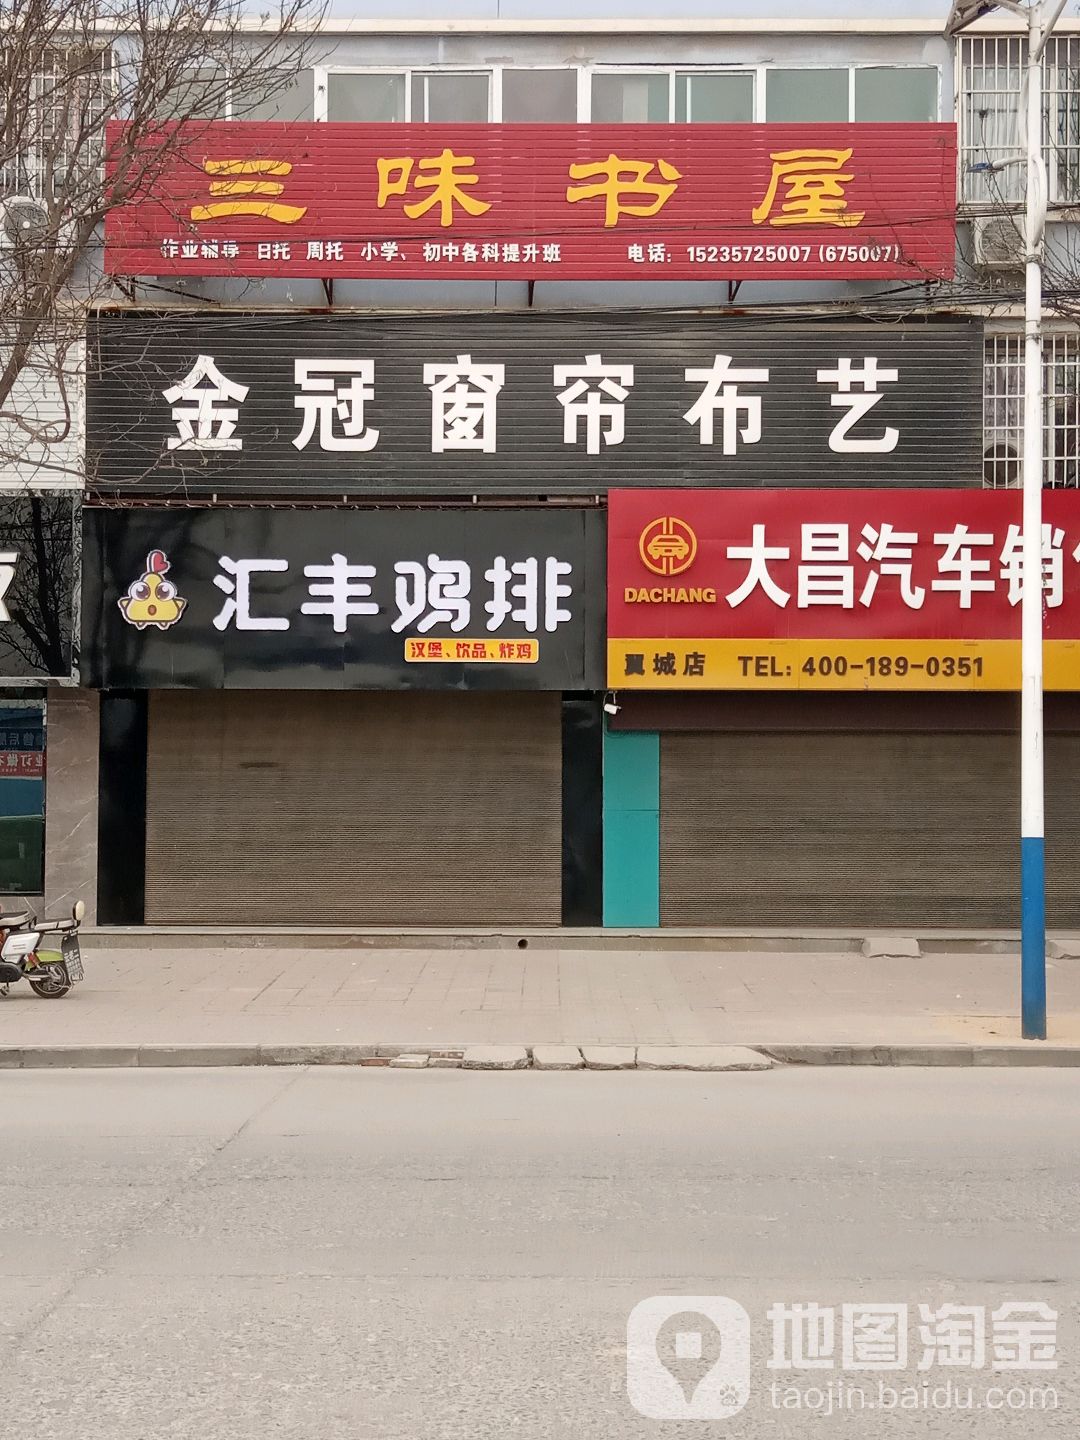 三味书屋
作业辅导 日托 周托 小学、初中各科提升班 电话：15235725007（675007）
金冠窗帘布艺
汇丰鸡排
汉堡、饮品、炸鸡
DACHANG
大昌汽车销
翼城店 TEL：400-189-0351
地图淘金
taojin.baidu.com